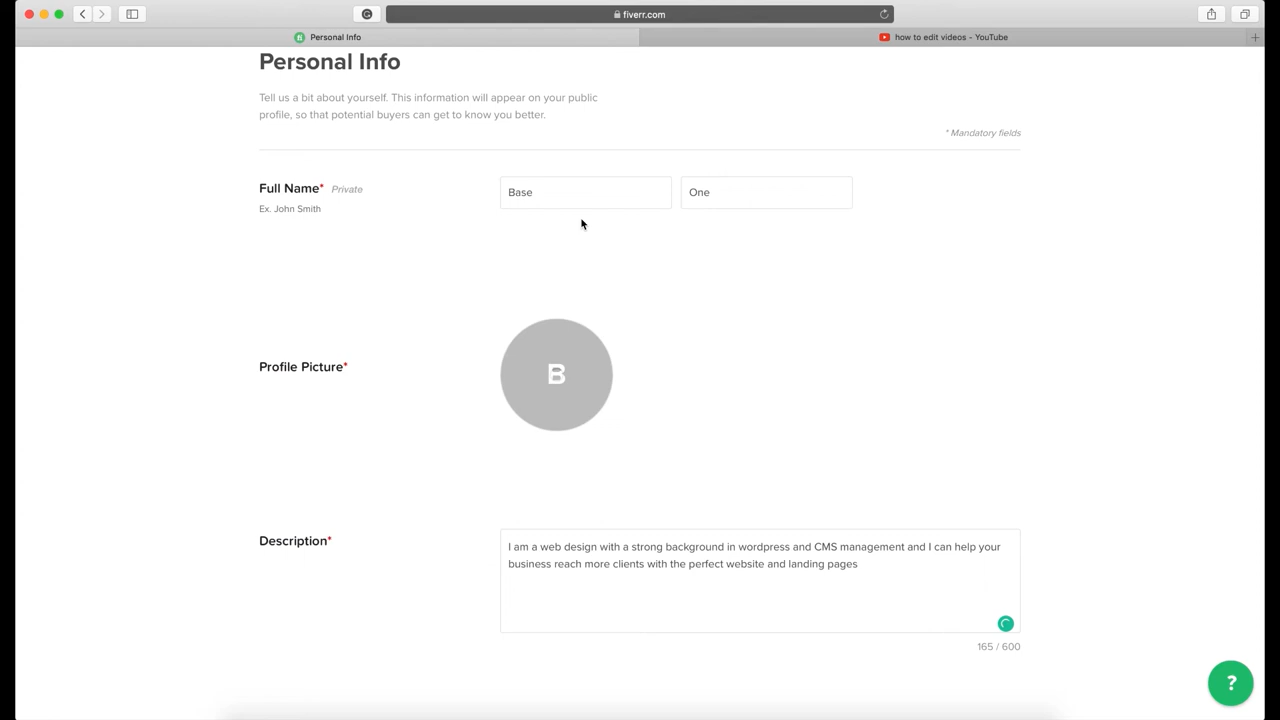 fiverr.com
Personal Info
how to edit videos - YouTube
Personal Info
Tell us a bit about yourself. This information will appear on your public
profile, so that potential buyers can get to know you better.
* Mandatory fields
Full Name* Private
Base
One
Ex. John Smith
Profile Picture*
B
Description*
I am a web design with a strong background in wordpress and CMS management and I can help your
business reach more clients with the perfect website and landing pages
165 / 600
?